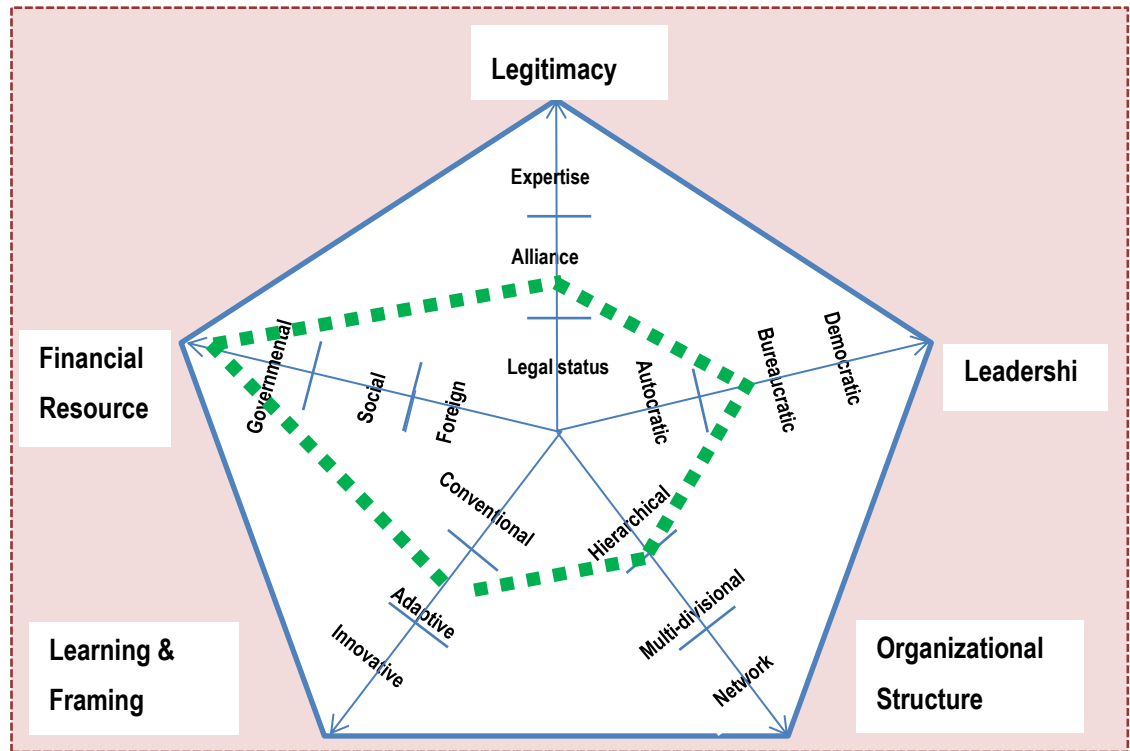 Legitimacy
Expertise
Alliance
Legal status
Financial
Resource
Governmental
Social
Foreign
Autocratic
Bureaucratic
Democratic
Leadershi
Conventional
Adaptive
Innovative
Hierarchical
Multi-divisional
Network
Learning &
Framing
Organizational
Structure